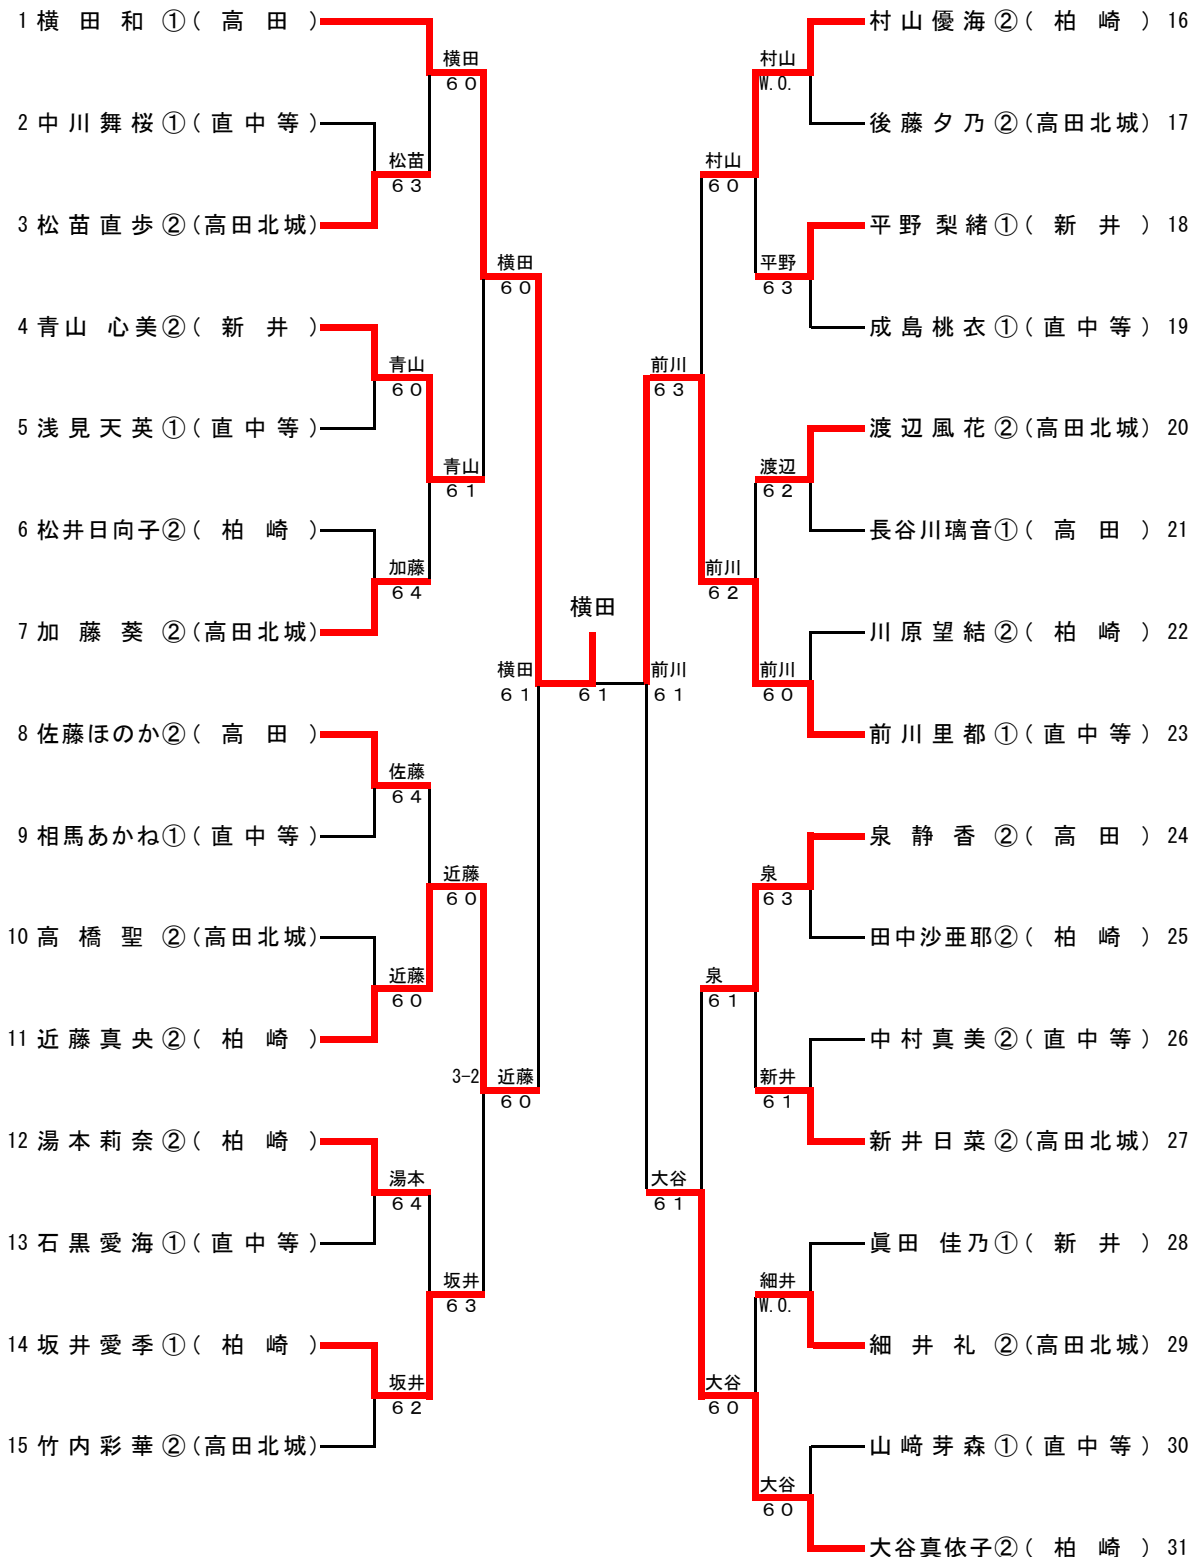 1 横田和①(高田)
2 中川舞桜①(直中等)
3 松苗直歩②(高田北城)
4 青山 心美②(新井)
5 浅見天英①(直中等)
6 松井日向子②(柏崎)
7 加藤葵②(高田北城)
8 佐藤ほのか②(高田)
9 相馬あかね①(直中等)
10 高橋聖②(高田北城)
11 近藤真央②(柏崎)
12 湯本莉奈②(柏崎)
13 石黒愛海①(直中等)
14 坂井愛季①(柏崎)
15 竹内彩華②(高田北城)
松苗
63
青山
60
加藤
64
佐藤
64
近藤
60
湯本
64
坂井
62
横田
60
青山
61
近藤
60
坂井
63
横田
60
3-2 近藤
60
横田
61
横田
61
前川
61
前川
63
大谷
61
村山
60
前川
62
泉
61
大谷
60
村山
W.O.
平野
63
渡辺
62
前川
60
泉
63
新井
61
細井
W.O.
大谷
60
村山優海②(柏崎) 16
後藤夕乃②(高田北城) 17
平野 梨緒①(新井) 18
成島桃衣①(直中等) 19
渡辺風花②(高田北城) 20
長谷川璃音①(高田) 21
川原望結②(柏崎) 22
前川里都①(直中等) 23
泉静香②(高田) 24
田中沙亜耶②(柏崎) 25
中村真美②(直中等) 26
新井日菜②(高田北城) 27
眞田 佳乃①(新井) 28
細井礼②(高田北城) 29
山﨑芽森①(直中等) 30
大谷真依子②(柏崎) 31